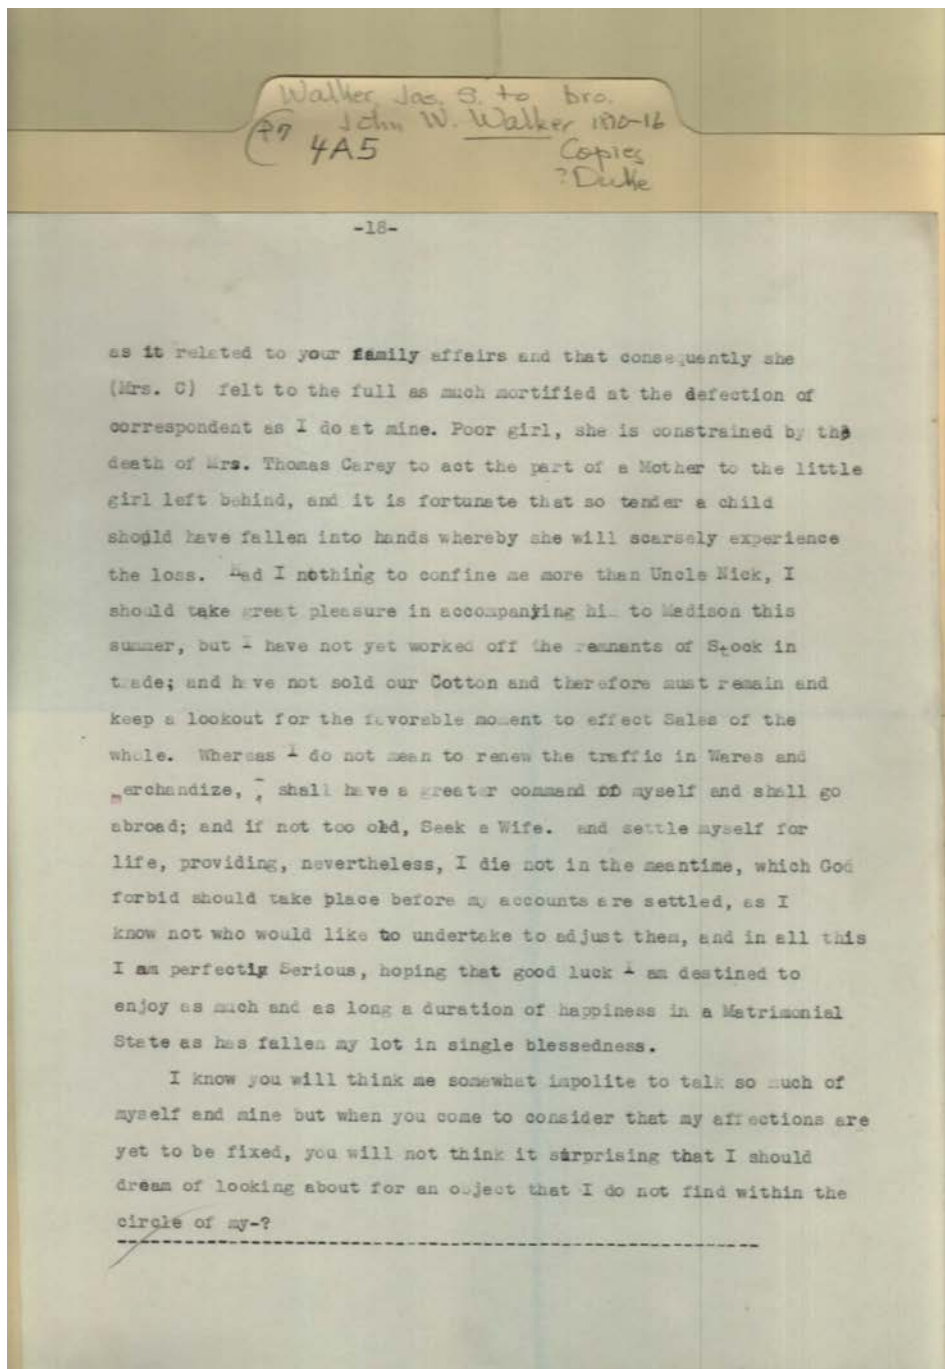 Walker, Jas. S. to bro.
John W. Walker 1810-16
27 4A5 Copies
? Duke
-18-
as it related to your family affairs and that consequently she
(Mrs. C) felt to the full as much mortified at the defection of
correspondent as I do at mine. Poor girl, she is constrained by the
death of Mrs. Thomas Carey to act the part of a Mother to the little
girl left behind, and it is fortunate that so tender a child
should have fallen into hands whereby she will scarsely experience
the loss. Had I nothing to confine me more than Uncle Nick, I
should take great pleasure in accompanying him to Madison this
summer, but I have not yet worked off the remnants of Stock in
trade; and have not sold our Cotton and therefore must remain and
keep a lookout for the favorable moment to effect Sales of the
whole. Whereas I do not mean to renew the traffic in Wares and
merchandize, I shall have a greater command of myself and shall go
abroad; and if not too old, Seek a Wife. and settle myself for
life, providing, nevertheless, I die not in the meantime, which God
forbid should take place before my accounts are settled, as I
know not who would like to undertake to adjust them, and in all this
I am perfectly Serious, hoping that good luck I am destined to
enjoy as much and as long a duration of happiness in a Matrimonial
State as has fallen my lot in single blessedness.
I know you will think me somewhat impolite to talk so much of
myself and mine but when you come to consider that my affections are
yet to be fixed, you will not think it surprising that I should
dream of looking about for an object that I do not find within the
circle of my-?